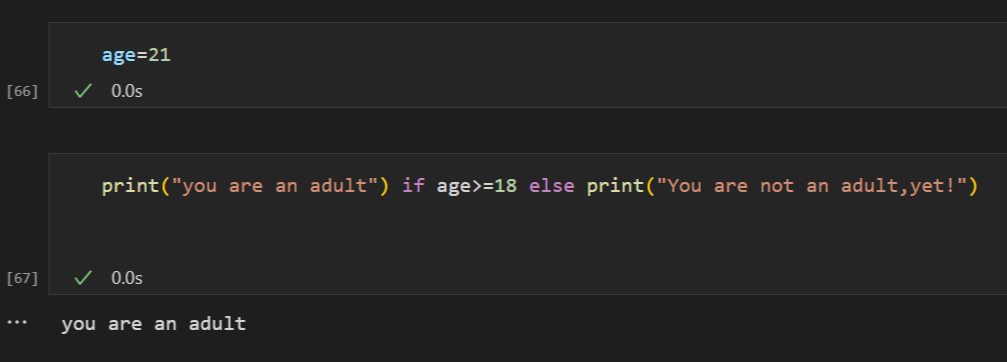 age=21
[66] ✓ 0.0s
print("you are an adult") if age>=18 else print("You are not an adult,yet!")
[67] ✓ 0.0s
... you are an adult